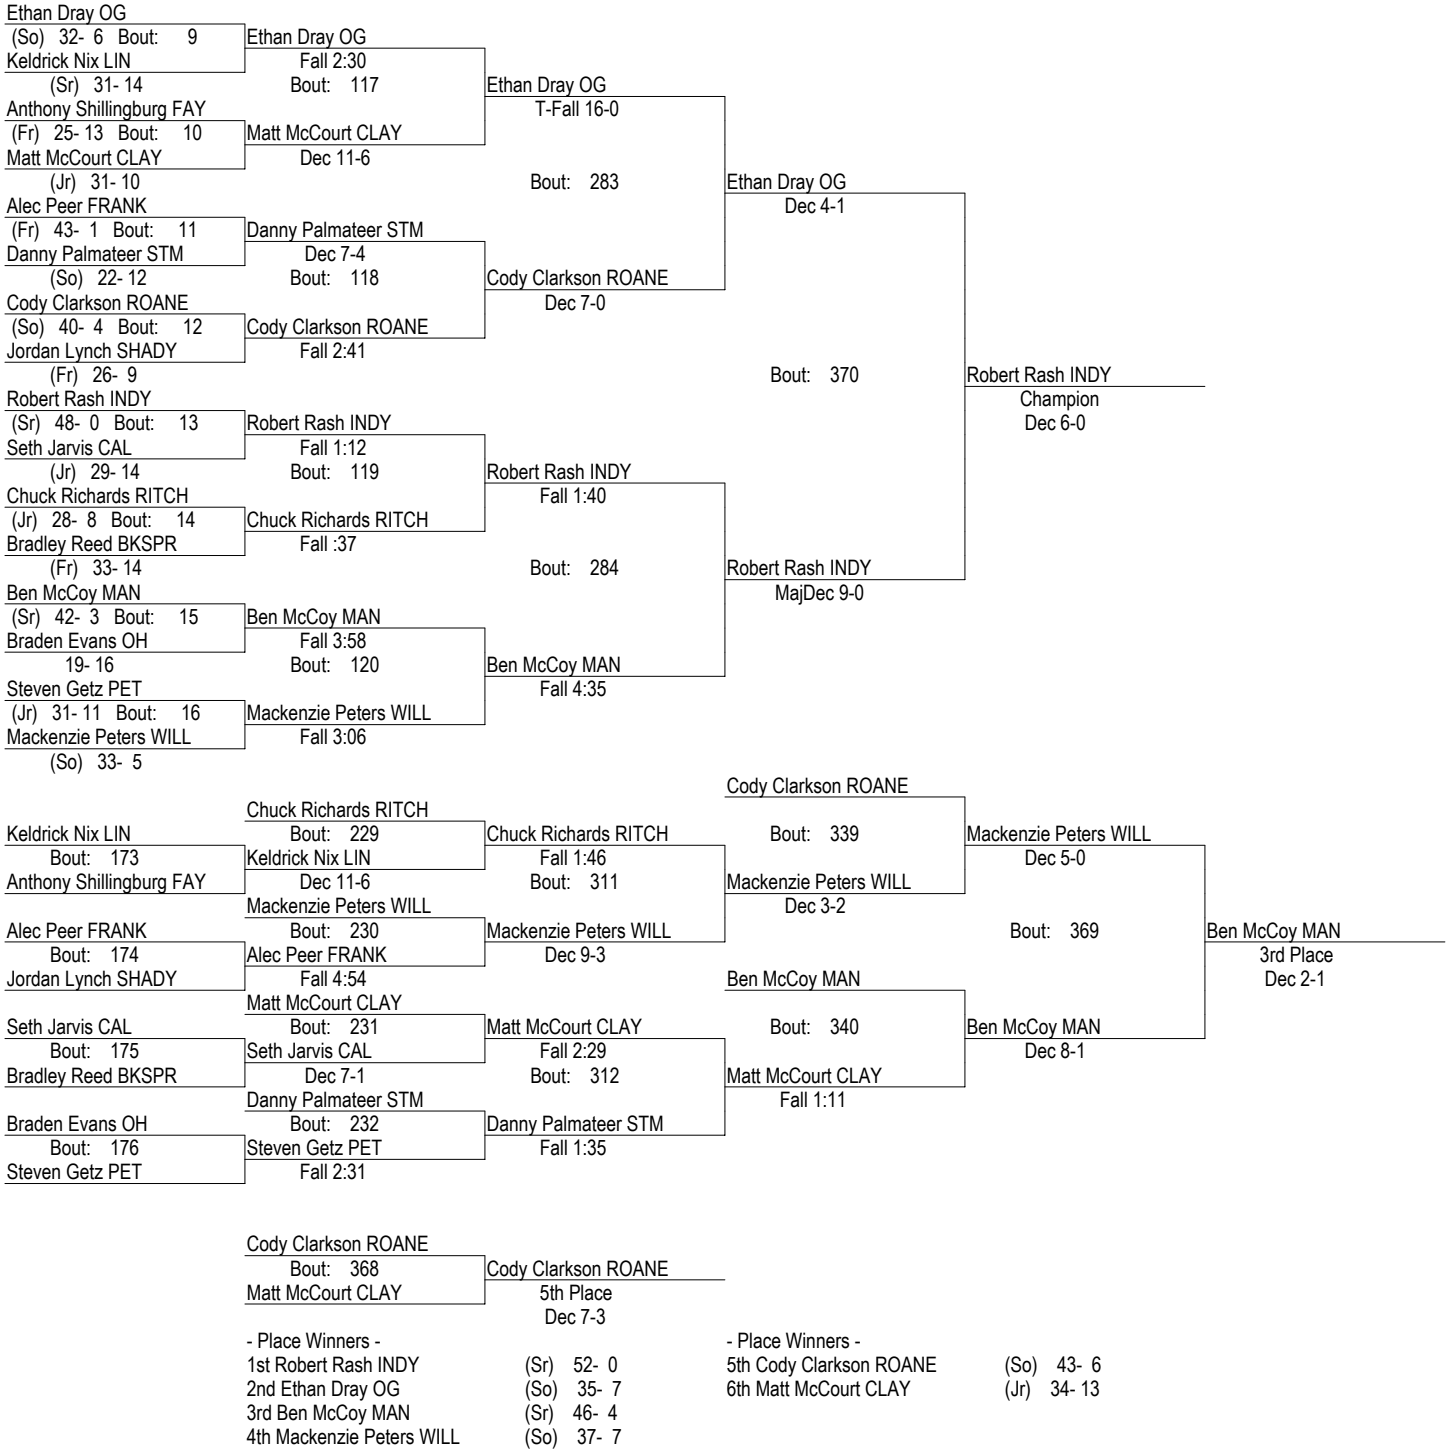 Ethan Dray OG
(So) 32- 6 Bout: 9 Ethan Dray OG
Keldrick Nix LIN Fall 2:30
(Sr) 31- 14 Bout: 117 Ethan Dray OG
Anthony Shillingburg FAY T-Fall 16-0
(Fr) 25- 13 Bout: 10 Matt McCourt CLAY
Matt McCourt CLAY Dec 11-6
(Jr) 31- 10 Bout: 283 Ethan Dray OG
Alec Peer FRANK Dec 4-1
(Fr) 43- 1 Bout: 11 Danny Palmateer STM
Danny Palmateer STM Dec 7-4
(So) 22- 12 Bout: 118 Cody Clarkson ROANE
Cody Clarkson ROANE Dec 7-0
(So) 40- 4 Bout: 12 Cody Clarkson ROANE
Jordan Lynch SHADY Fall 2:41
(Fr) 26- 9 Bout: 370 Robert Rash INDY
Robert Rash INDY Champion
(Sr) 48- 0 Bout: 13 Robert Rash INDY Dec 6-0
Seth Jarvis CAL Fall 1:12
(Jr) 29- 14 Bout: 119 Robert Rash INDY
Chuck Richards RITCH Fall 1:40
(Jr) 28- 8 Bout: 14 Chuck Richards RITCH
Bradley Reed BKSPR Fall :37
(Fr) 33- 14 Bout: 284 Robert Rash INDY
Ben McCoy MAN MajDec 9-0
(Sr) 42- 3 Bout: 15 Ben McCoy MAN
Braden Evans OH Fall 3:58
19- 16 Bout: 120 Ben McCoy MAN
Steven Getz PET Fall 4:35
(Jr) 31- 11 Bout: 16 Mackenzie Peters WILL
Mackenzie Peters WILL Fall 3:06
(So) 33- 5
Cody Clarkson ROANE
Chuck Richards RITCH
Keldrick Nix LIN Bout: 229 Chuck Richards RITCH Bout: 339 Mackenzie Peters WILL
Bout: 173 Keldrick Nix LIN Fall 1:46 Dec 5-0
Anthony Shillingburg FAY Dec 11-6 Bout: 311 Mackenzie Peters WILL
Mackenzie Peters WILL Dec 3-2
Alec Peer FRANK Bout: 230 Mackenzie Peters WILL Bout: 369 Ben McCoy MAN
Bout: 174 Alec Peer FRANK Dec 9-3 3rd Place
Jordan Lynch SHADY Fall 4:54 Ben McCoy MAN Dec 2-1
Matt McCourt CLAY
Seth Jarvis CAL Bout: 231 Matt McCourt CLAY Bout: 340 Ben McCoy MAN
Bout: 175 Seth Jarvis CAL Fall 2:29 Dec 8-1
Bradley Reed BKSPR Dec 7-1 Bout: 312 Matt McCourt CLAY
Danny Palmateer STM Fall 1:11
Braden Evans OH Bout: 232 Danny Palmateer STM
Bout: 176 Steven Getz PET Fall 1:35
Steven Getz PET Fall 2:31
Cody Clarkson ROANE
Bout: 368 Cody Clarkson ROANE
Matt McCourt CLAY 5th Place
Dec 7-3
- Place Winners - - Place Winners -
1st Robert Rash INDY (Sr) 52- 0 5th Cody Clarkson ROANE (So) 43- 6
2nd Ethan Dray OG (So) 35- 7 6th Matt McCourt CLAY (Jr) 34- 13
3rd Ben McCoy MAN (Sr) 46- 4
4th Mackenzie Peters WILL (So) 37- 7